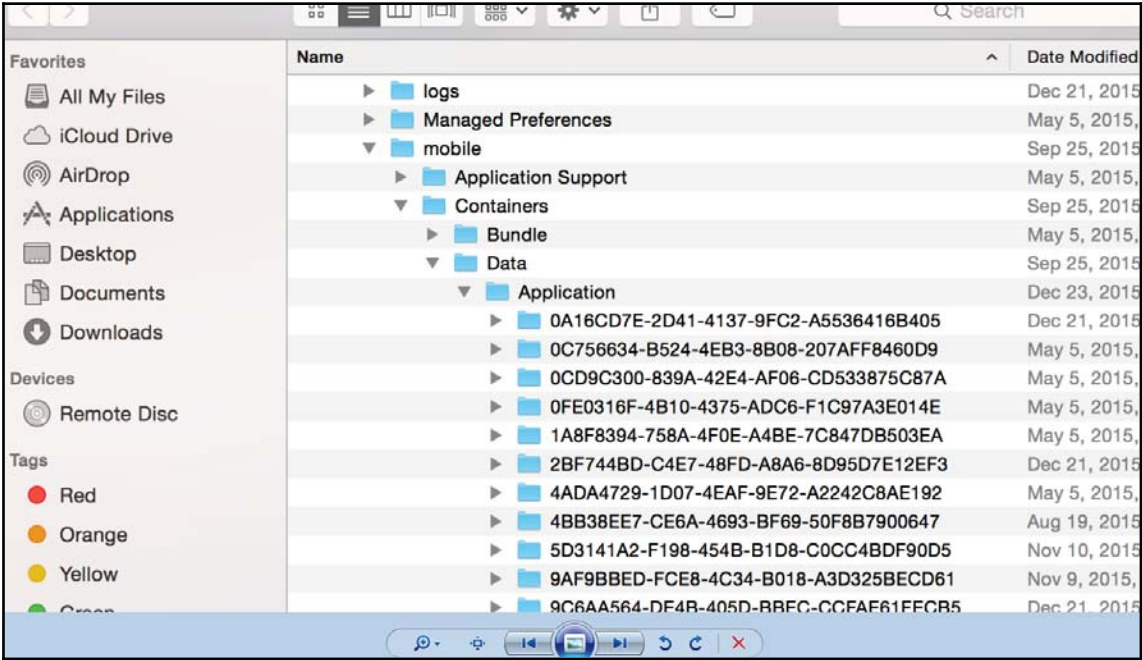 Search
Favorites
All My Files
iCloud Drive
AirDrop
Applications
Desktop
Documents
Downloads
Devices
Remote Disc
Tags
Red
Orange
Yellow
Green
Name Date Modified
logs Dec 21, 2015
Managed Preferences May 5, 2015,
mobile Sep 25, 2015
Application Support May 5, 2015,
Containers Sep 25, 2015
Bundle May 5, 2015,
Data Sep 25, 2015
Application Dec 23, 2015
0A16CD7E-2D41-4137-9FC2-A5536416B405 Dec 21, 2015
0C756634-B524-4EB3-8B08-207AFF8460D9 May 5, 2015,
0CD9C300-839A-42E4-AF06-CD533875C87A May 5, 2015,
0FE0316F-4B10-4375-ADC6-F1C97A3E014E May 5, 2015,
1A8F8394-758A-4F0E-A4BE-7C847DB503EA May 5, 2015,
2BF744BD-C4E7-48FD-A8A6-8D95D7E12EF3 Dec 21, 2015
4ADA4729-1D07-4EAF-9E72-A2242C8AE192 May 5, 2015,
4BB38EE7-CE6A-4693-BF69-50F8B7900647 Aug 19, 2015
5D3141A2-F198-454B-B1D8-C0CC4BDF90D5 Nov 10, 2015
9AF9BBED-FCE8-4C34-B018-A3D325BECD61 Nov 9, 2015,
Dec 21, 2015